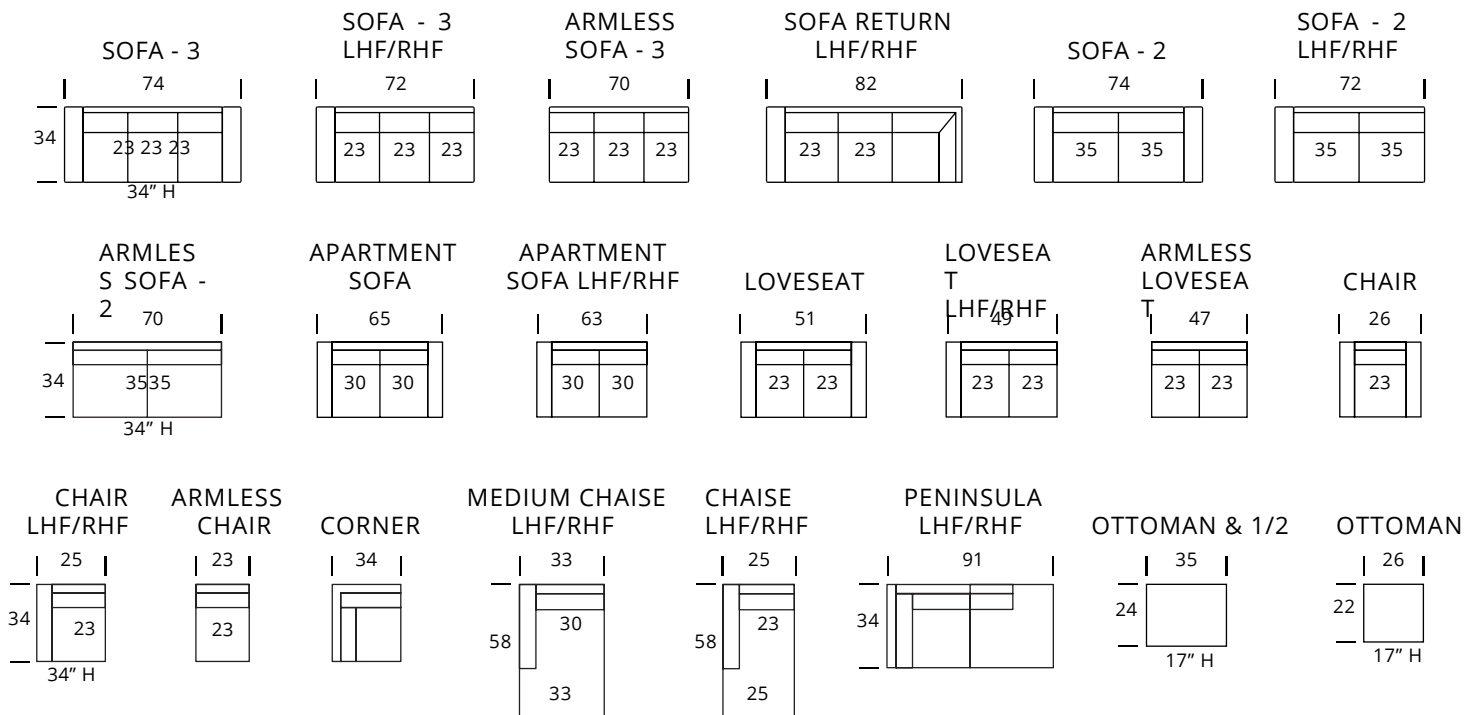 SOFA - 3
SOFA - 3
LHF/RHF
ARMLESS
SOFA - 3
SOFA RETURN
LHF/RHF
SOFA - 2
SOFA - 2
LHF/RHF
74
72
70
82
74
72
34
23 23 23
23 23 23
23 23 23
23 23
35 35
35 35
34” H
ARMLES
S SOFA -
2
APARTMENT
SOFA
APARTMENT
SOFA LHF/RHF
LOVESEAT
LOVESEA
T
LHF/RHF
ARMLESS
LOVESEA
T
CHAIR
70
65
63
51
49
47
26
34
3535
30 30
30 30
23 23
23 23
23 23
23
34” H
CHAIR
LHF/RHF
ARMLESS
CHAIR
CORNER
MEDIUM CHAISE
LHF/RHF
CHAISE
LHF/RHF
PENINSULA
LHF/RHF
OTTOMAN & 1/2
OTTOMAN
25
23
34
33
25
91
35
26
34
23
23
58
30
58
23
34
24
22
34” H
17” H
17” H
33
25